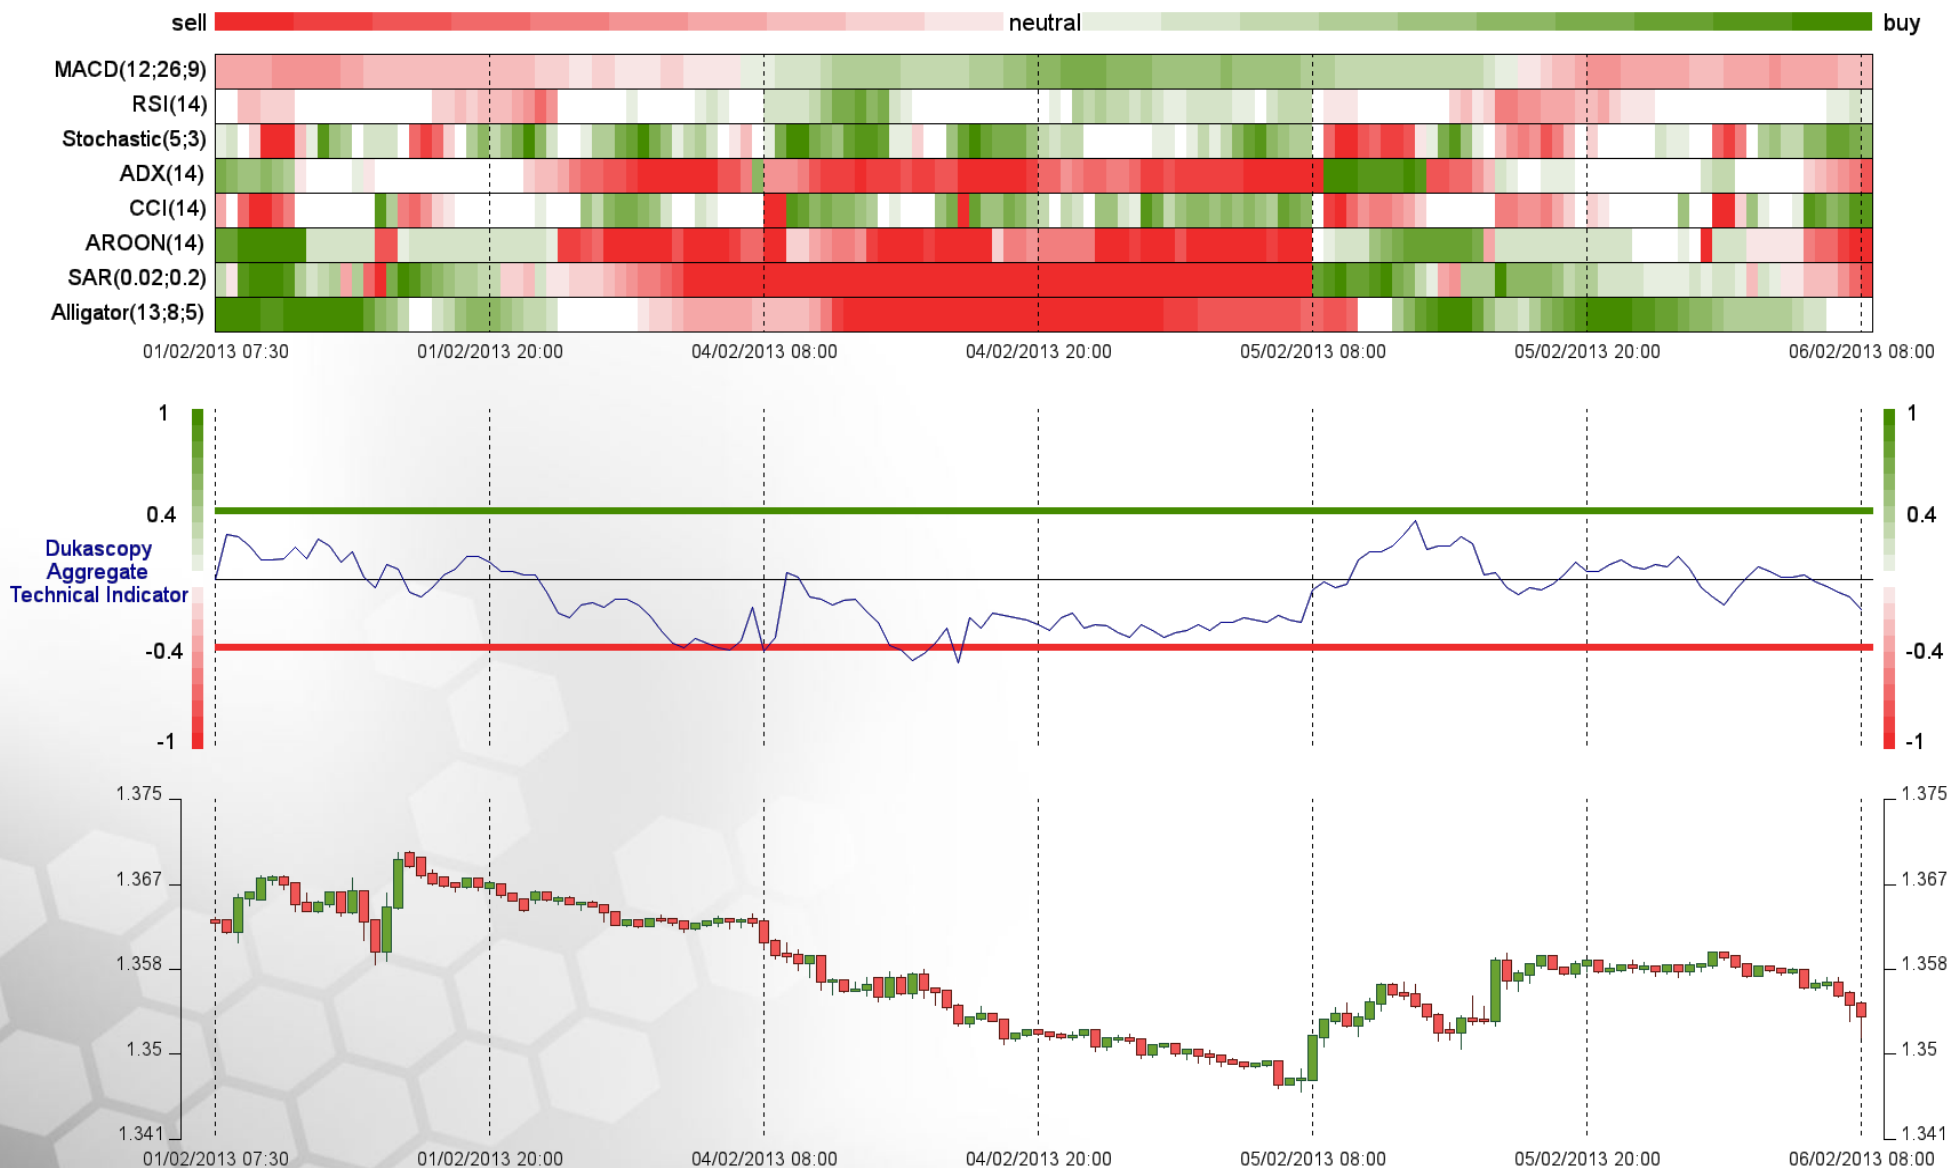 sell neutral buy
MACD(12;26;9)
RSI(14)
Stochastic(5;3)
ADX(14)
CCI(14)
AROON(14)
SAR(0.02;0.2)
Alligator(13;8;5)
01/02/2013 07:30 01/02/2013 20:00 04/02/2013 08:00 04/02/2013 20:00 05/02/2013 08:00 05/02/2013 20:00 06/02/2013 08:00
1 1
0.4 0.4
Dukascopy
Aggregate
Technical Indicator
-0.4 -0.4
-1 -1
1.375 1.375
1.367 1.367
1.358 1.358
1.35 1.35
1.341 1.341
01/02/2013 07:30 01/02/2013 20:00 04/02/2013 08:00 04/02/2013 20:00 05/02/2013 08:00 05/02/2013 20:00 06/02/2013 08:00